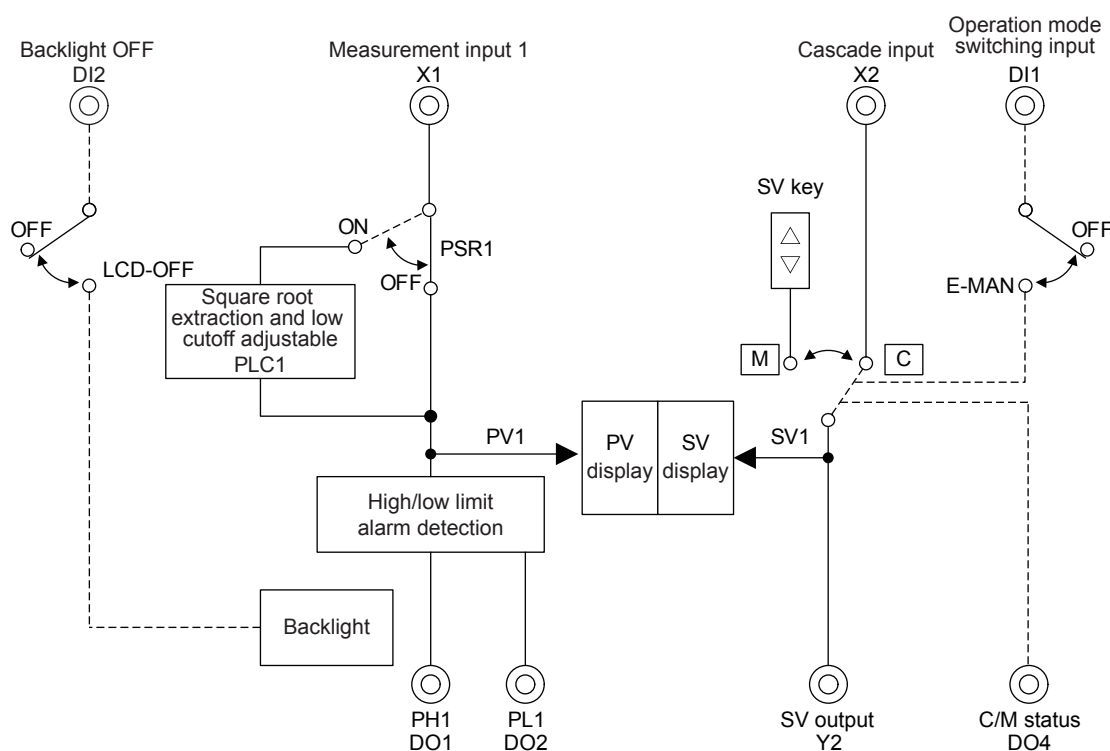 Backlight OFF
DI2
Measurement input 1
X1
Cascade input
X2
Operation mode
switching input
DI1
SV key
OFF
LCD-OFF
ON
PSR1
OFF
OFF
E-MAN
Square root
extraction and low
cutoff adjustable
PLC1
M
C
PV1
PV
display
SV
display
SV1
High/low limit
alarm detection
Backlight
PH1
DO1
PL1
DO2
SV output
Y2
C/M status
DO4